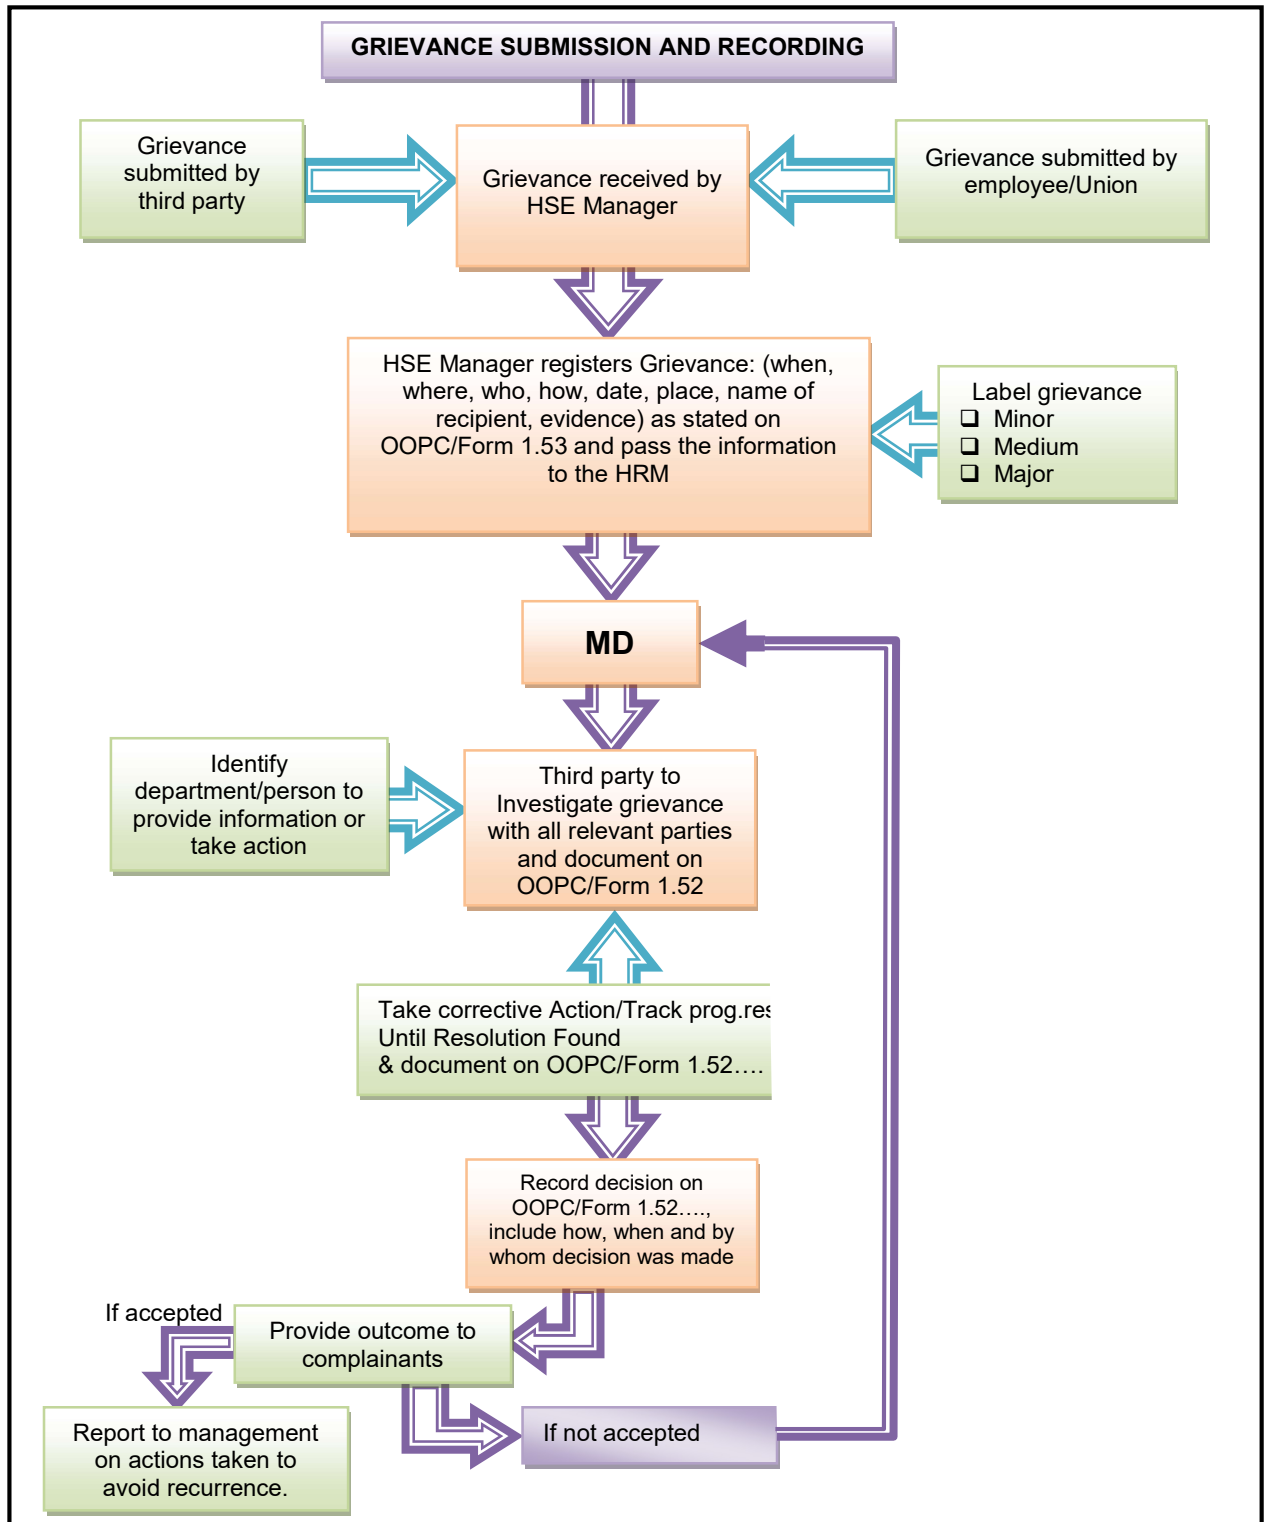 GRIEVANCE SUBMISSION AND RECORDING
Grievance
submitted by
third party
Grievance received by
HSE Manager
Grievance submitted by
employee/Union
HSE Manager registers Grievance: (when,
where, who, how, date, place, name of
recipient, evidence) as stated on
OOPC/Form 1.53 and pass the information
to the HRM
Label grievance
❑ Minor
❑ Medium
❑ Major
MD
Identify
department/person to
provide information or
take action
Third party to
Investigate grievance
with all relevant parties
and document on
OOPC/Form 1.52
Take corrective Action/Track prog.res
Until Resolution Found
& document on OOPC/Form 1.52….
Record decision on
OOPC/Form 1.52….,
include how, when and by
whom decision was made
If accepted
Provide outcome to
complainants
If not accepted
Report to management
on actions taken to
avoid recurrence.